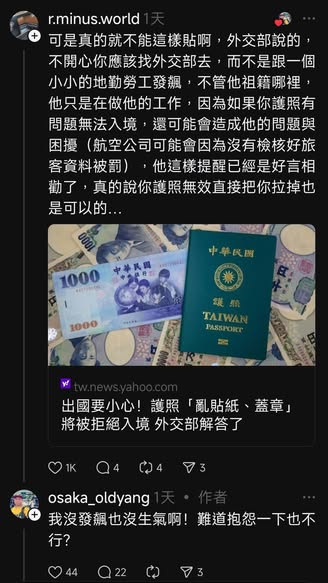 r.minus.world 1天
可是真的就不能這樣貼啊，外交部說的，
不開心你應該找外交部去，而不是跟一個
小小的地勤勞工發飆，不管他祖籍哪裡，
他只是在做他的工作，因為如果你護照有
問題無法入境，還可能會造成他的問題與
困擾（航空公司可能會因為沒有檢核好旅
客資料被罰），他這樣提醒已經是好言相
勸了，真的說你護照無效直接把你拉掉也
是可以的...
1000
中華民國
1000
中華民國
護照
TAIWAN
PASSPORT
tw.news.yahoo.com
出國要小心！護照「亂貼紙、蓋章」
將被拒絕入境 外交部解答了
1K 4 4 3
osaka_oldyang 1天 · 作者
我沒發飆也沒生氣啊！難道抱怨一下也不
行？
44 22 3